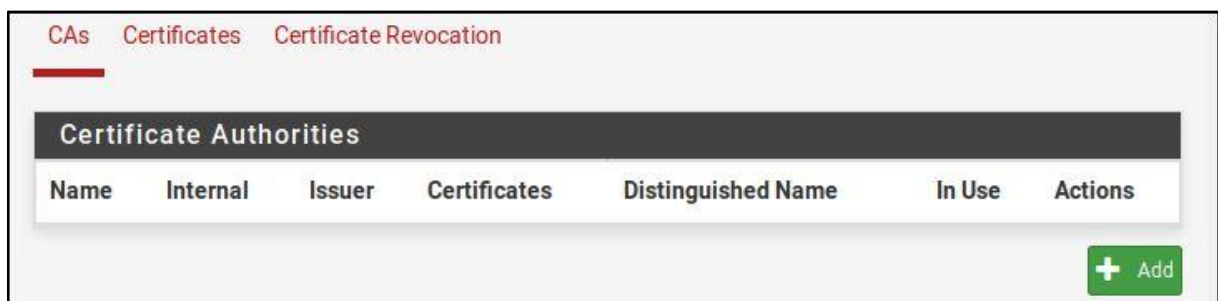 CAs Certificates Certificate Revocation
Certificate Authorities
Name Internal Issuer Certificates Distinguished Name In Use Actions
Add